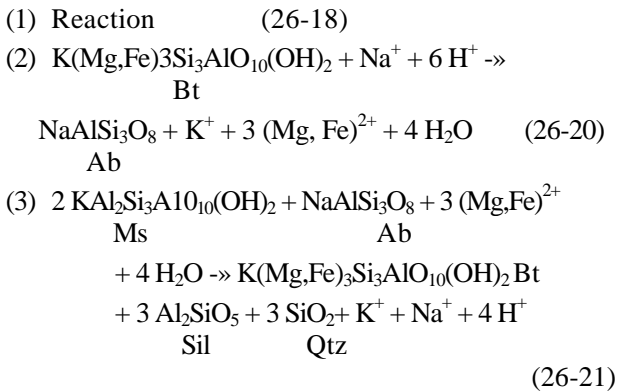 (1) Reaction (26-18)
(2) K(Mg,Fe)3Si₃AlO₁₀(OH)₂ + Na⁺ + 6 H⁺ -»
Bt
NaAlSi₃O₈ + K⁺ + 3 (Mg, Fe)²⁺ + 4 H₂O (26-20)
Ab
(3) 2 KAl₂Si₃A10₁₀(OH)₂ + NaAlSi₃O₈ + 3 (Mg,Fe)²⁺
Ms Ab
+ 4 H₂O -» K(Mg,Fe)₃Si₃AlO₁₀(OH)₂ Bt
+ 3 Al₂SiO₅ + 3 SiO₂+ K⁺ + Na⁺ + 4 H⁺
Sil Qtz
(26-21)